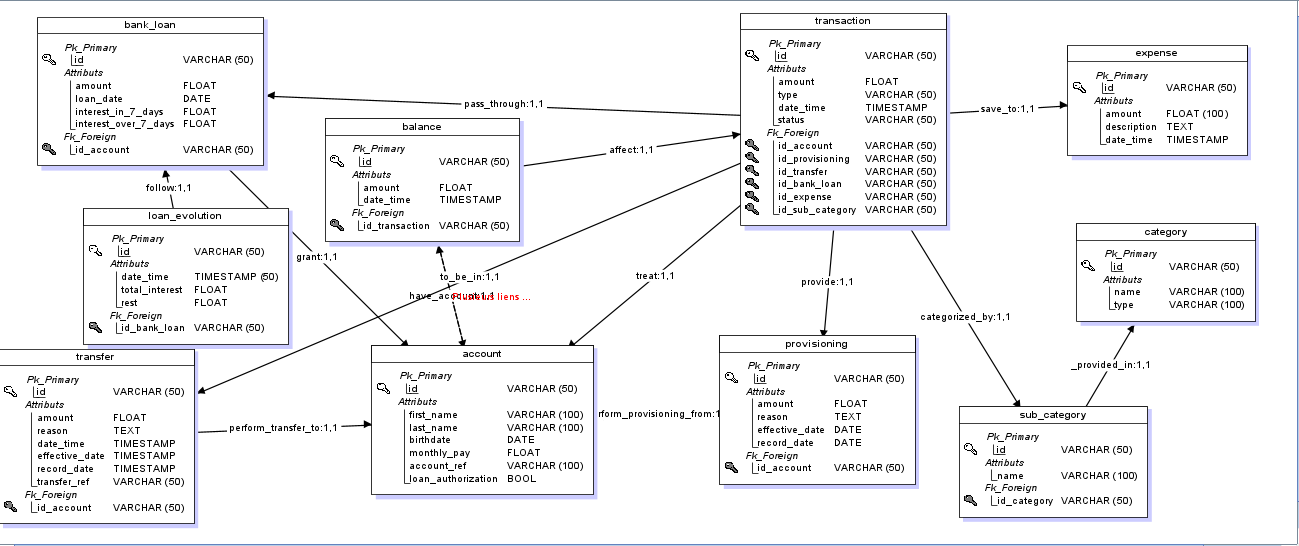 bank_loan
Pk_Primary
id VARCHAR (50)
Attributs
amount FLOAT
loan_date DATE
interest_in_7_days FLOAT
interest_over_7_days FLOAT
Fk_Foreign
id_account VARCHAR (50)
transaction
Pk_Primary
id VARCHAR (50)
Attributs
amount FLOAT
type VARCHAR (50)
date_time TIMESTAMP
status VARCHAR (50)
Fk_Foreign
id_account VARCHAR (50)
id_provisioning VARCHAR (50)
id_transfer VARCHAR (50)
id_bank_loan VARCHAR (50)
id_expense VARCHAR (50)
id_sub_category VARCHAR (50)
expense
Pk_Primary
id VARCHAR (50)
Attributs
amount FLOAT (100)
description TEXT
date_time TIMESTAMP
pass_through:1,1
save_to:1,1
balance
Pk_Primary
id VARCHAR (50)
Attributs
amount FLOAT
date_time TIMESTAMP
Fk_Foreign
id_transaction VARCHAR (50)
affect:1,1
follow:1,1
loan_evolution
Pk_Primary
id VARCHAR (50)
Attributs
date_time TIMESTAMP (50)
total_interest FLOAT
rest FLOAT
Fk_Foreign
id_bank_loan VARCHAR (50)
category
Pk_Primary
id VARCHAR (50)
Attributs
name VARCHAR (100)
type VARCHAR (100)
grant:1,1
to_be_in:1,1
have_account:1,1
liens ...
treat:1,1
provide:1,1
categorized_by:1,1
_provided_in:1,1
transfer
Pk_Primary
id VARCHAR (50)
Attributs
amount FLOAT
reason TEXT
date_time TIMESTAMP
effective_date TIMESTAMP
record_date TIMESTAMP
transfer_ref VARCHAR (50)
Fk_Foreign
id_account VARCHAR (50)
perform_transfer_to:1,1
account
Pk_Primary
id VARCHAR (50)
Attributs
first_name VARCHAR (100)
last_name VARCHAR (100)
birthdate DATE
monthly_pay FLOAT
account_ref VARCHAR (100)
loan_authorization BOOL
rform_provisioning_from:1
provisioning
Pk_Primary
id VARCHAR (50)
Attributs
amount FLOAT
reason TEXT
effective_date DATE
record_date DATE
Fk_Foreign
id_account VARCHAR (50)
sub_category
Pk_Primary
id VARCHAR (50)
Attributs
name VARCHAR (100)
Fk_Foreign
id_category VARCHAR (50)